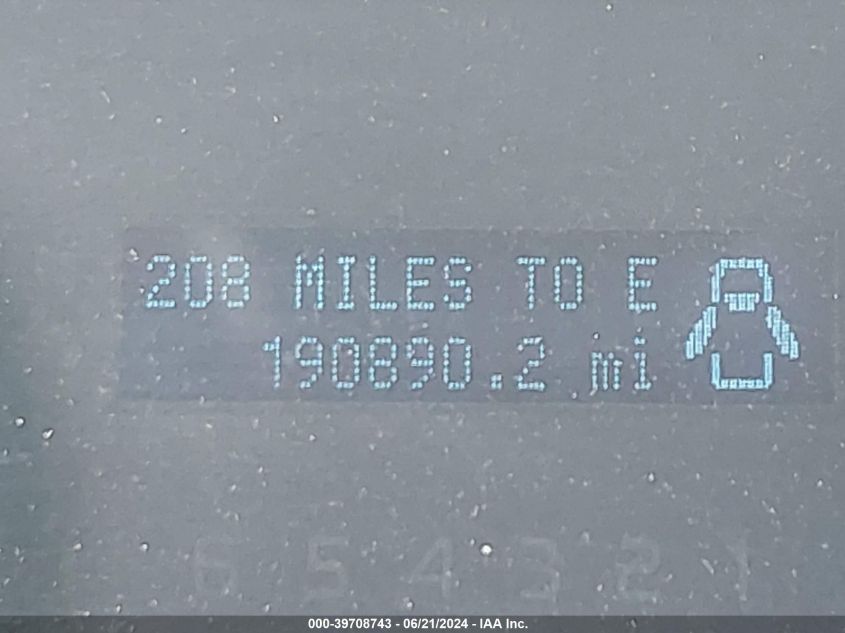 208 MILES TO E
190890.2 mi
6 5 4 3 2 1
000-39708743 - 06/21/2024 - IAA Inc.